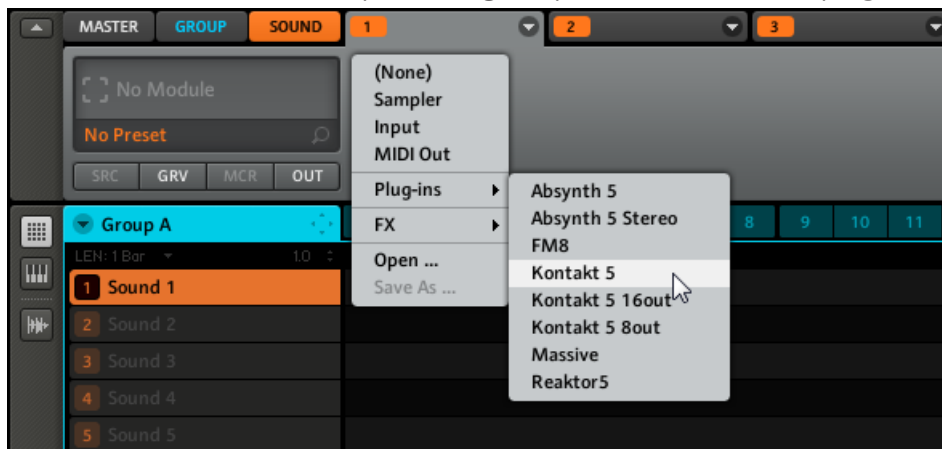 MASTER GROUP SOUND 1 2 3
No Module
No Preset
SRC GRV MCR OUT
(None)
Sampler
Input
MIDI Out
Plug-ins
FX
Open ...
Save As ...
Absynth 5
Absynth 5 Stereo
FM8
Kontakt 5
Kontakt 5 16out
Kontakt 5 8out
Massive
Reaktor5
8 9 10 11
Group A
LEN: 1 Bar 1.0
1 Sound 1
2 Sound 2
3 Sound 3
4 Sound 4
5 Sound 5